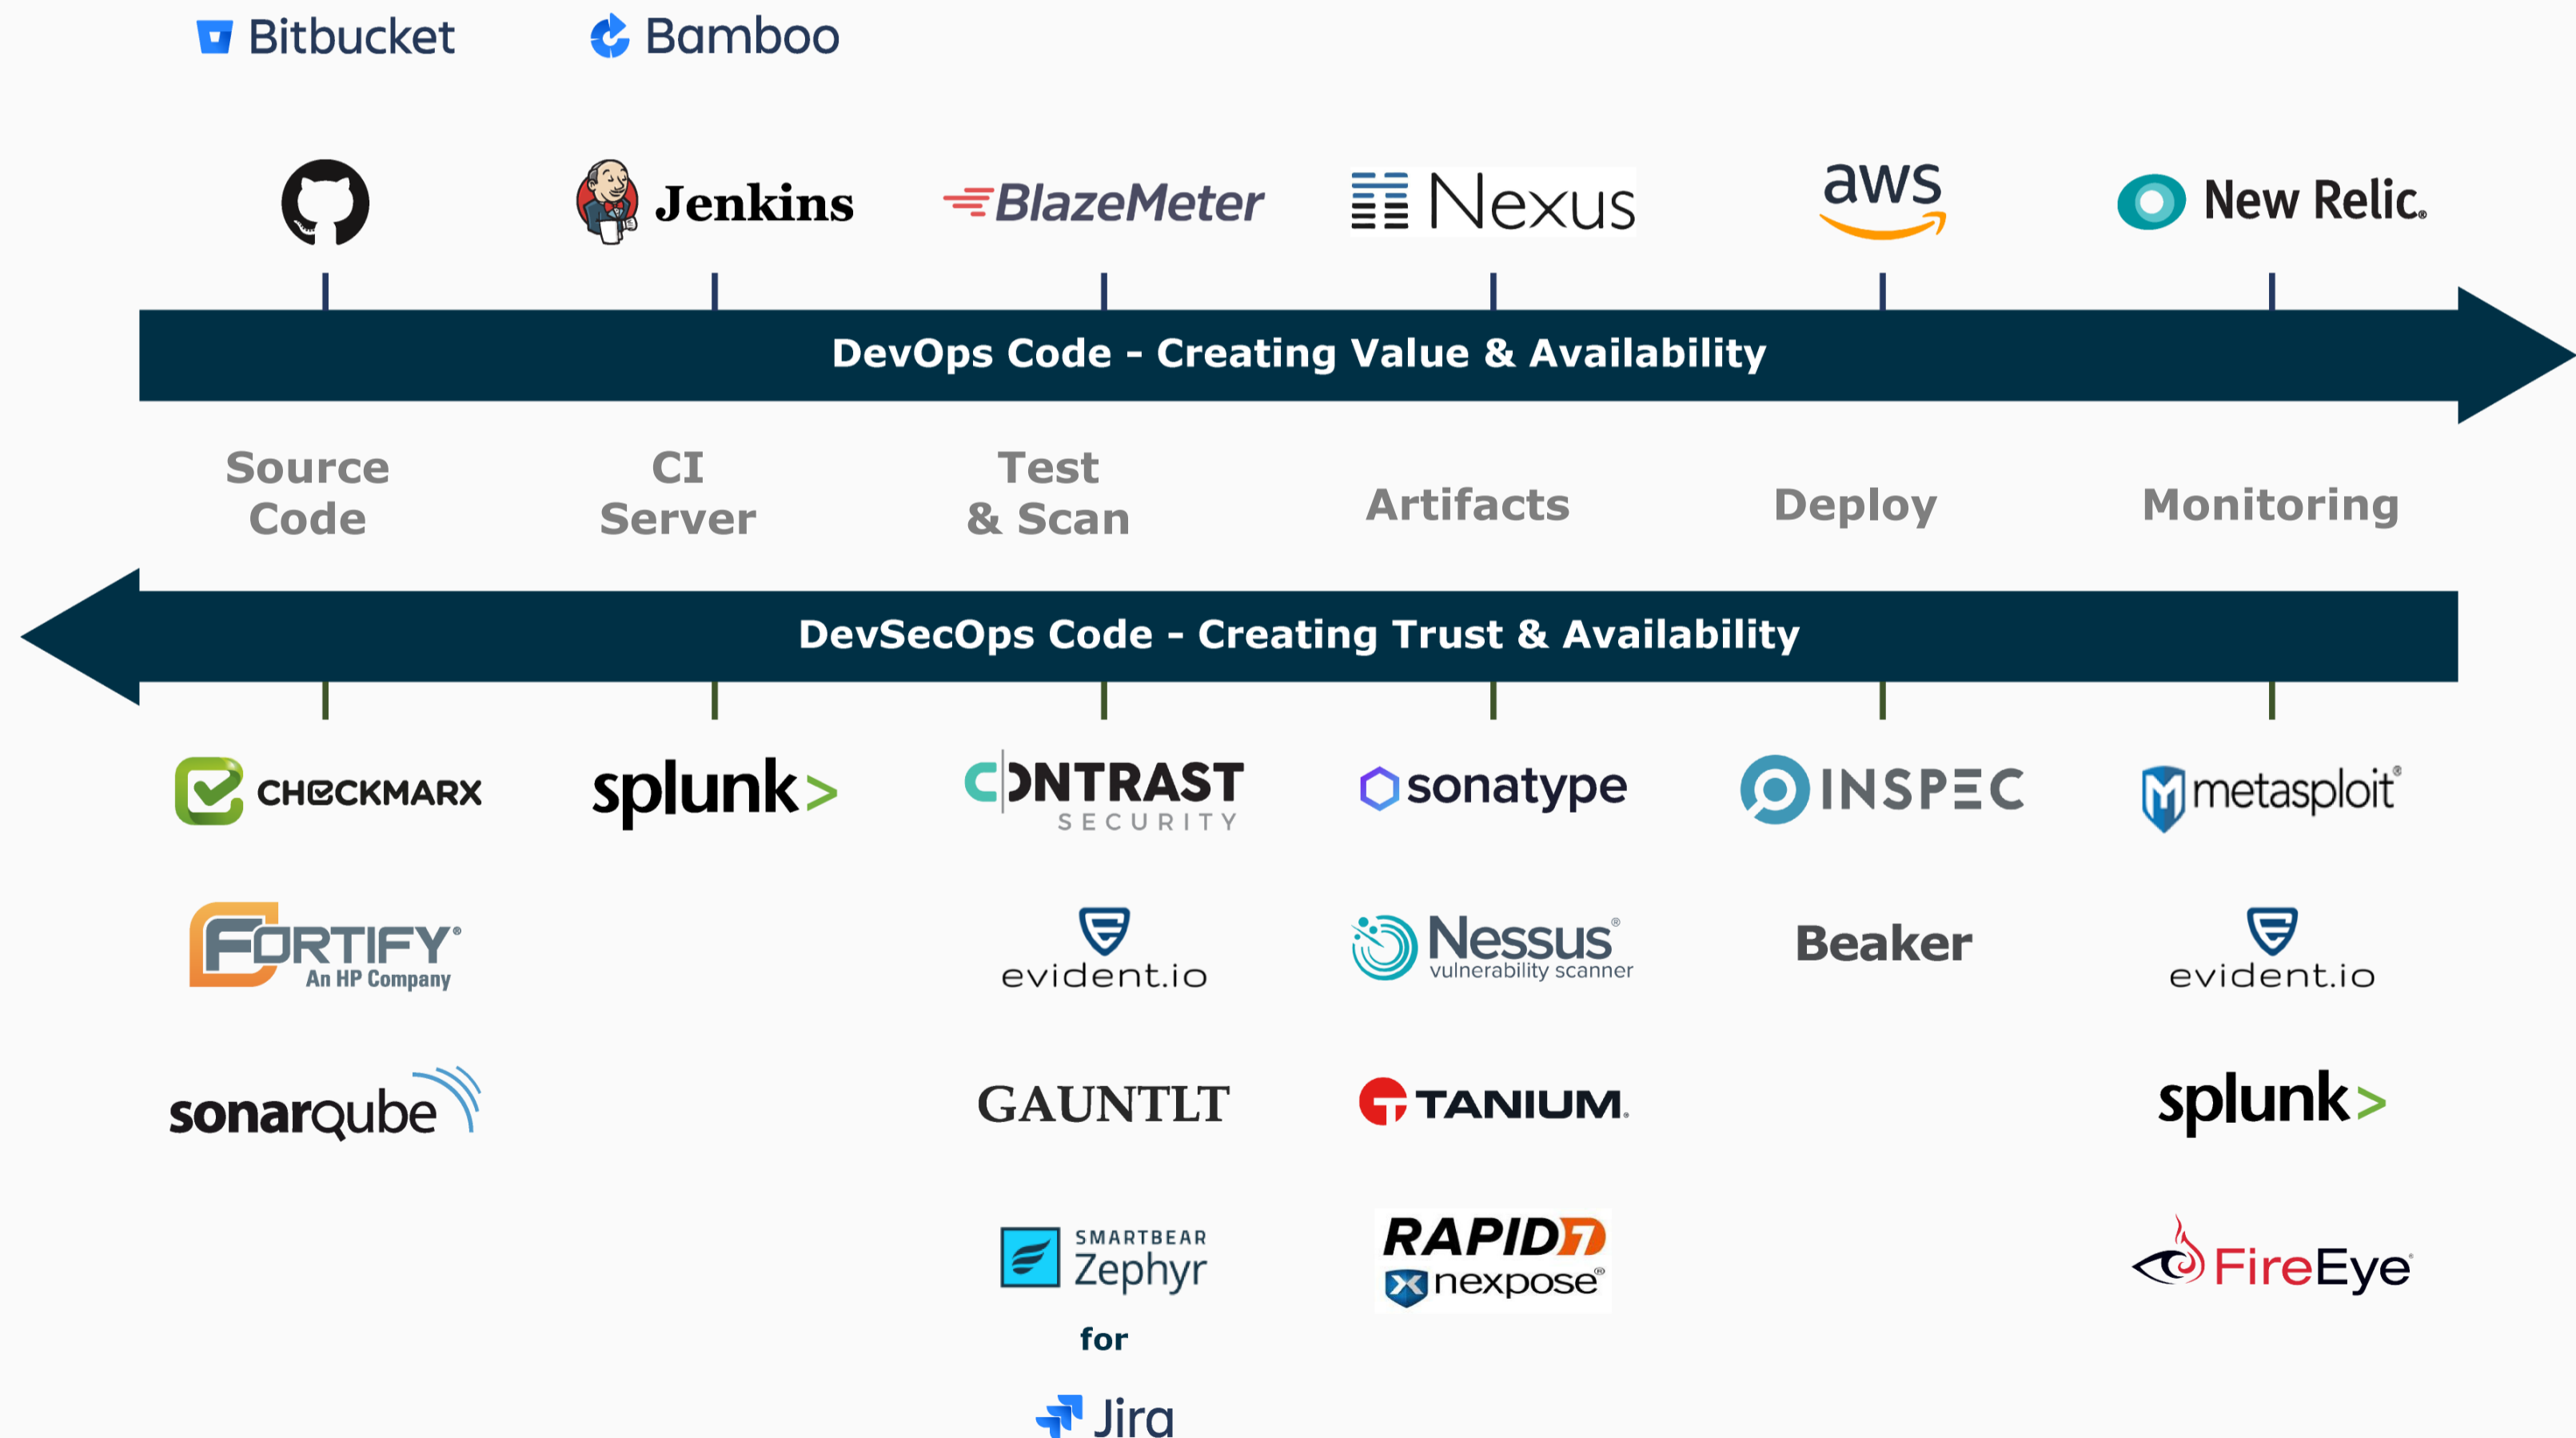 Bitbucket
Bamboo
Jenkins
BlazeMeter
Nexus
aws
New Relic®
DevOps Code - Creating Value & Availability
Source
Code
CI
Server
Test
& Scan
Artifacts
Deploy
Monitoring
DevSecOps Code - Creating Trust & Availability
CHECKMARX
splunk>
CONTRAST
SECURITY
sonatype
INSPEC
metasploit®
FORTIFY®
An HP Company
evident.io
Nessus®
vulnerability scanner
Beaker
evident.io
sonarqube
GAUNTLT
TANIUM®
splunk>
SMARTBEAR
Zephyr
for
Jira
RAPID7
nexpose®
FireEye®